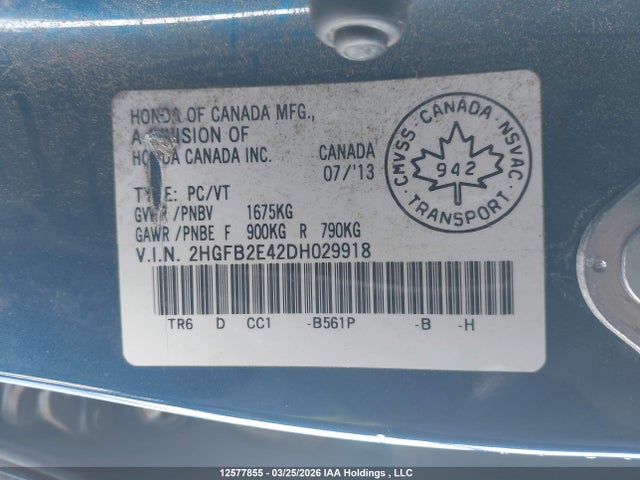 HONDA OF CANADA MFG.,
A DIVISION OF
HONDA CANADA INC.
CANADA
07/'13
TYPE: PC/VT
GVWR/PNBV 1675KG
GAWR/PNBE F 900KG R 790KG
V.I.N. 2HGFB2E42DH029918
TR6 D CC1 -B561P -B -H
CMVSS · CANADA · NSVAC
942
TRANSPORT
12577855 - 03/25/2026 IAA Holdings , LLC